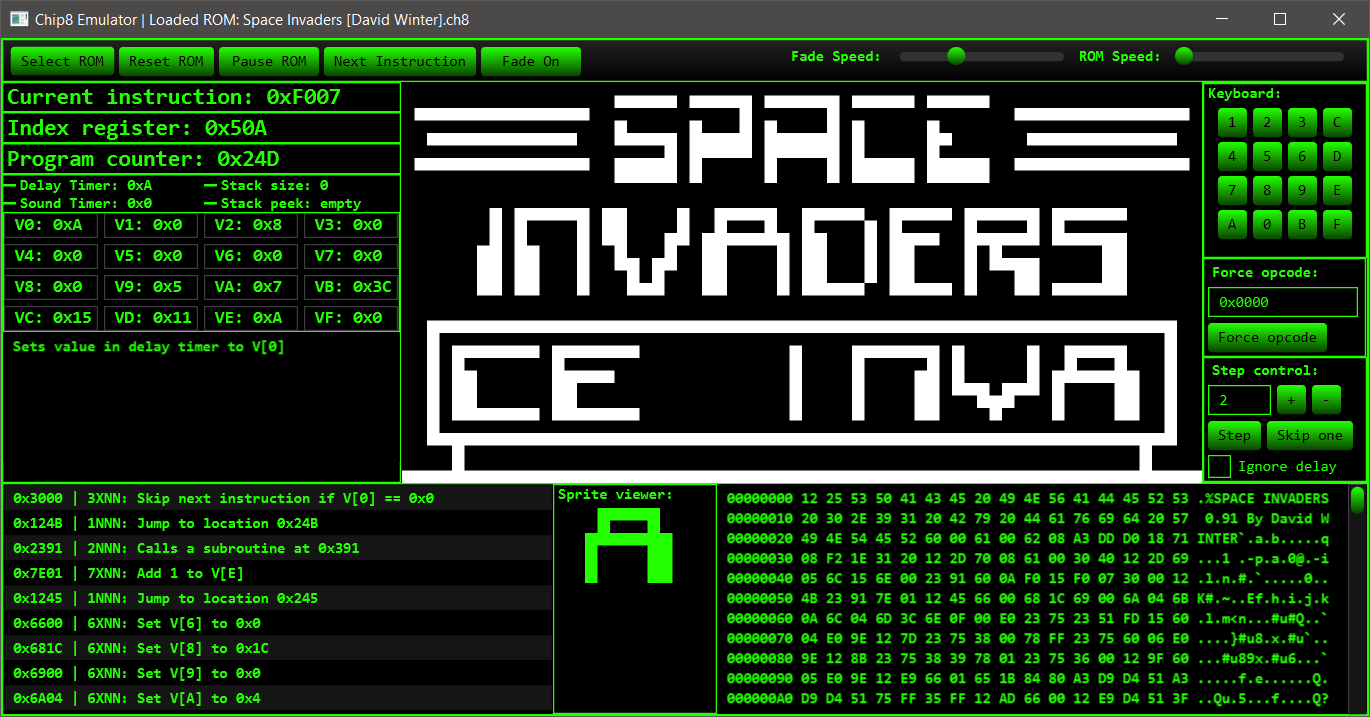 Chip8 Emulator | Loaded ROM: Space Invaders [David Winter].ch8
Select ROM Reset ROM Pause ROM Next Instruction Fade On Fade Speed: ROM Speed:
Current instruction: 0xF007
Index register: 0x50A
Program counter: 0x24D
Delay Timer: 0xA Stack size: 0
Sound Timer: 0x0 Stack peek: empty
V0: 0xA V1: 0x0 V2: 0x8 V3: 0x0
V4: 0x0 V5: 0x0 V6: 0x0 V7: 0x0
V8: 0x0 V9: 0x5 VA: 0x7 VB: 0x3C
VC: 0x15 VD: 0x11 VE: 0xA VF: 0x0
Sets value in delay timer to V[0]
SPACE
INVADERS
CE INVA
Keyboard:
1 2 3 C
4 5 6 D
7 8 9 E
A 0 B F
Force opcode:
0x0000
Force opcode
Step control:
2 + -
Step Skip one
Ignore delay
0x3000 | 3XNN: Skip next instruction if V[0] == 0x0
0x124B | 1NNN: Jump to location 0x24B
0x2391 | 2NNN: Calls a subroutine at 0x391
0x7E01 | 7XNN: Add 1 to V[E]
0x1245 | 1NNN: Jump to location 0x245
0x6600 | 6XNN: Set V[6] to 0x0
0x681C | 6XNN: Set V[8] to 0x1C
0x6900 | 6XNN: Set V[9] to 0x0
0x6A04 | 6XNN: Set V[A] to 0x4
Sprite viewer:
A
00000000 12 25 53 50 41 43 45 20 49 4E 56 41 44 45 52 53 .%SPACE INVADERS
00000010 20 30 2E 39 31 20 42 79 20 44 61 76 69 64 20 57 0.91 By David W
00000020 49 4E 54 45 52 60 00 61 00 62 08 A3 DD D0 18 71 INTER`.a.b.....q
00000030 08 F2 1E 31 20 12 2D 70 08 61 00 30 40 12 2D 69 ...1 .-p.a.0@.-i
00000040 05 6C 15 6E 00 23 91 60 0A F0 15 F0 07 30 00 12 .l.n.#.`.....0..
00000050 4B 23 91 7E 01 12 45 66 00 68 1C 69 00 6A 04 6B K#.~..Ef.h.i.j.k
00000060 0A 6C 04 6D 3C 6E 0F 00 E0 23 75 23 51 FD 15 60 .l.m<n...#u#Q..`
00000070 04 E0 9E 12 7D 23 75 38 00 78 FF 23 75 60 06 E0 ....}#u8.x.#u`..
00000080 9E 12 8B 23 75 38 39 78 01 23 75 36 00 12 9F 60 ...#u89x.#u6...`
00000090 05 E0 9E 12 E9 66 01 65 1B 84 80 A3 D9 D4 51 A3 .....f.e......Q.
000000A0 D9 D4 51 75 FF 35 FF 12 AD 66 00 12 E9 D4 51 3F ..Qu.5...f....Q?